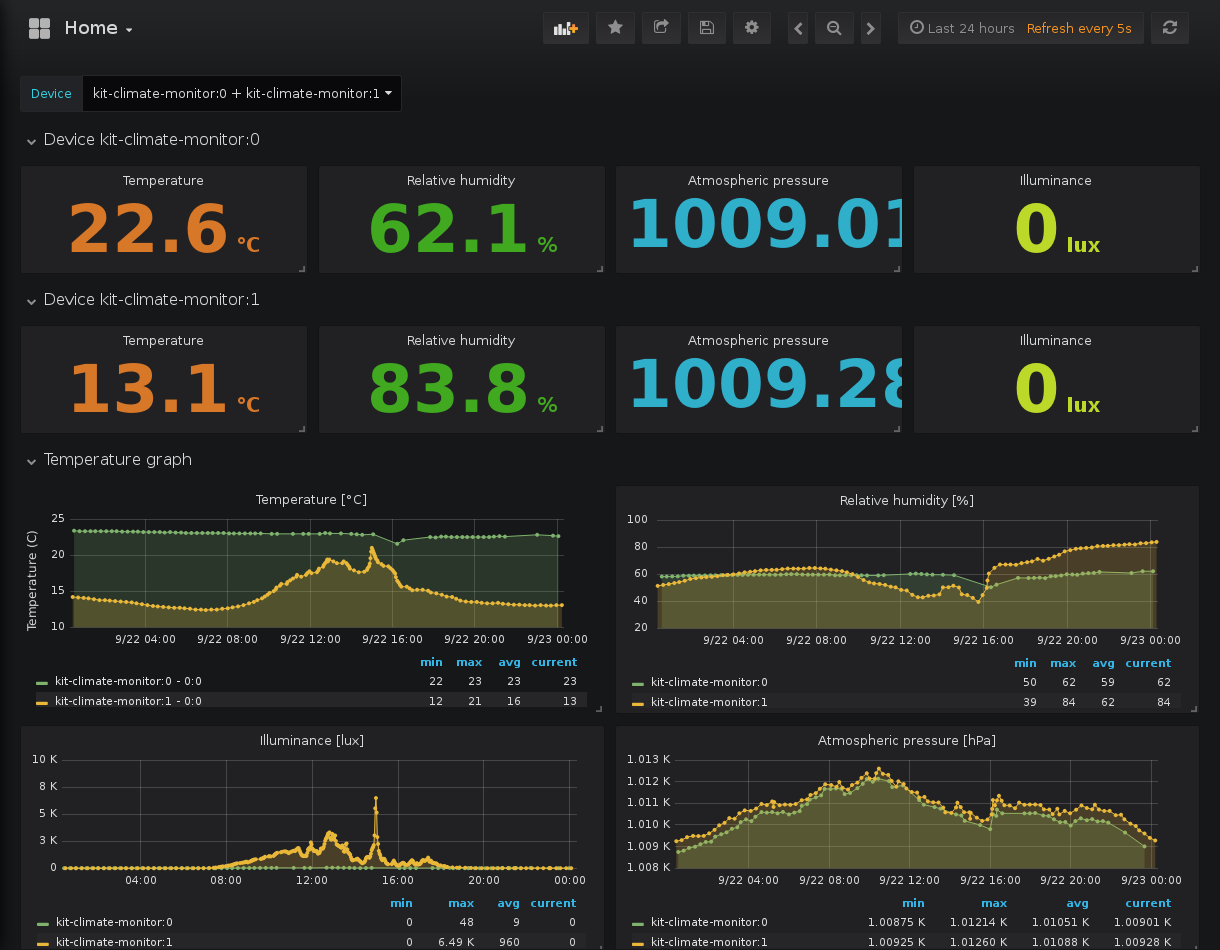 Home
Last 24 hours Refresh every 5s
Device kit-climate-monitor:0 + kit-climate-monitor:1
Device kit-climate-monitor:0
Temperature Relative humidity Atmospheric pressure Illuminance
22.6 °C 62.1 % 1009.01 0 lux
Device kit-climate-monitor:1
Temperature Relative humidity Atmospheric pressure Illuminance
13.1 °C 83.8 % 1009.28 0 lux
Temperature graph
Temperature [°C]
Temperature (C)
25
20
15
10
9/22 04:00 9/22 08:00 9/22 12:00 9/22 16:00 9/22 20:00 9/23 00:00
min max avg current
kit-climate-monitor:0 - 0:0 22 23 23 23
kit-climate-monitor:1 - 0:0 12 21 16 13
Relative humidity [%]
100
80
60
40
20
9/22 04:00 9/22 08:00 9/22 12:00 9/22 16:00 9/22 20:00 9/23 00:00
min max avg current
kit-climate-monitor:0 50 62 59 62
kit-climate-monitor:1 39 84 62 84
Illuminance [lux]
10 K
8 K
5 K
3 K
0
04:00 08:00 12:00 16:00 20:00 00:00
min max avg current
kit-climate-monitor:0 0 48 9 0
kit-climate-monitor:1 0 6.49 K 960 0
Atmospheric pressure [hPa]
1.013 K
1.012 K
1.011 K
1.010 K
1.009 K
1.008 K
9/22 04:00 9/22 08:00 9/22 12:00 9/22 16:00 9/22 20:00 9/23 00:00
min max avg current
kit-climate-monitor:0 1.00875 K 1.01214 K 1.01051 K 1.00901 K
kit-climate-monitor:1 1.00925 K 1.01260 K 1.01088 K 1.00928 K